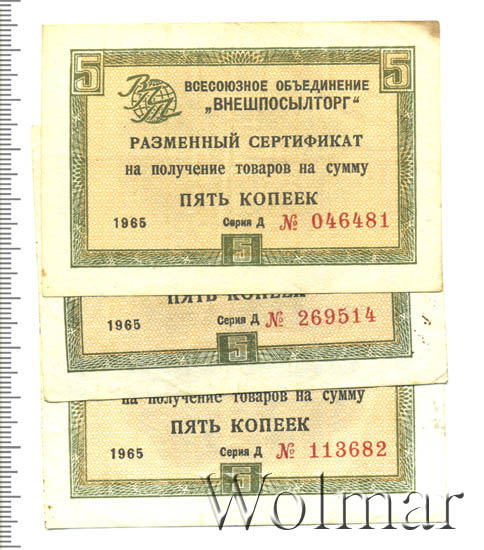 5 5
ВПТ
ВСЕСОЮЗНОЕ ОБЪЕДИНЕНИЕ
„ВНЕШПОСЫЛТОРГ“
РАЗМЕННЫЙ СЕРТИФИКАТ
на получение товаров на сумму
ПЯТЬ КОПЕЕК
1965 Серия Д № 046481
5
ПЯТЬ КОПЕЕК
1965 Серия Д № 269514
5
на получение товаров на сумму
ПЯТЬ КОПЕЕК
1965 Серия Д № 113682
5
Wolmar